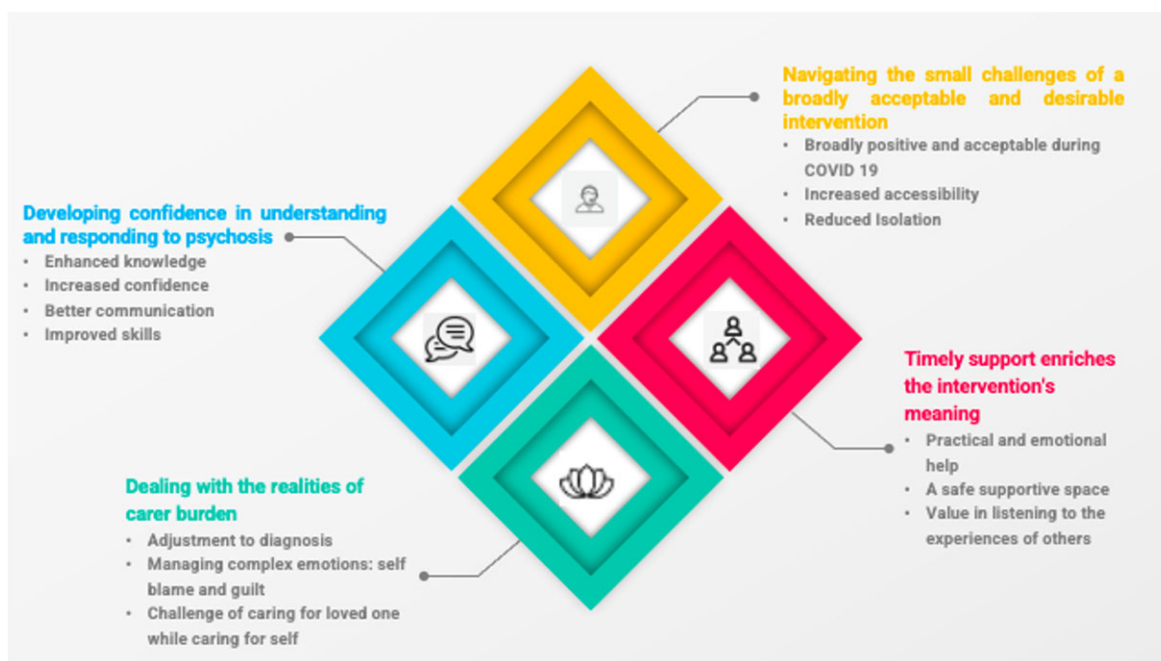 Navigating the small challenges of a
broadly acceptable and desirable
intervention
• Broadly positive and acceptable during
COVID 19
• Increased accessibility
• Reduced Isolation
Developing confidence in understanding
and responding to psychosis
• Enhanced knowledge
• Increased confidence
• Better communication
• Improved skills
Timely support enriches
the intervention's
meaning
• Practical and emotional
help
• A safe supportive space
• Value in listening to the
experiences of others
Dealing with the realities of
carer burden
• Adjustment to diagnosis
• Managing complex emotions: self
blame and guilt
• Challenge of caring for loved one
while caring for self